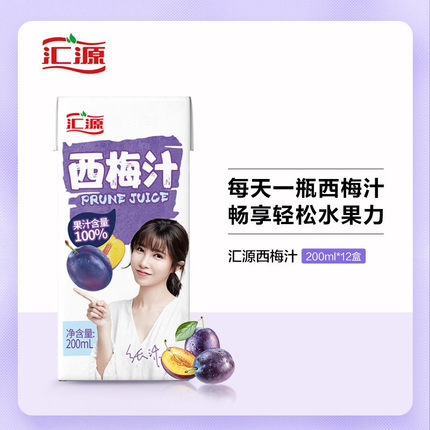 汇源
汇源
西梅汁
PRUNE JUICE
果汁含量
100%
净含量:
200mL
每天一瓶西梅汁
畅享轻松水果力
汇源西梅汁 200ml*12盒